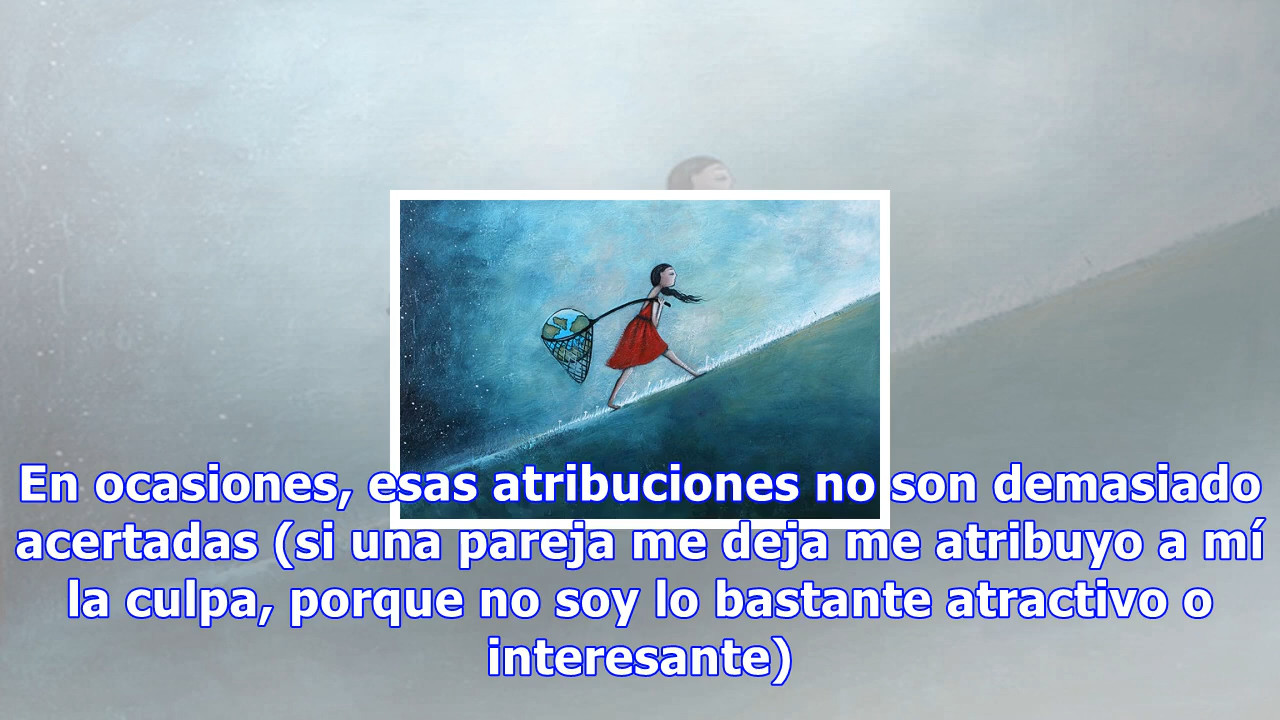 En ocasiones, esas atribuciones no son demasiado
acertadas (si una pareja me deja me atribuyo a mí
la culpa, porque no soy lo bastante atractivo o
interesante)